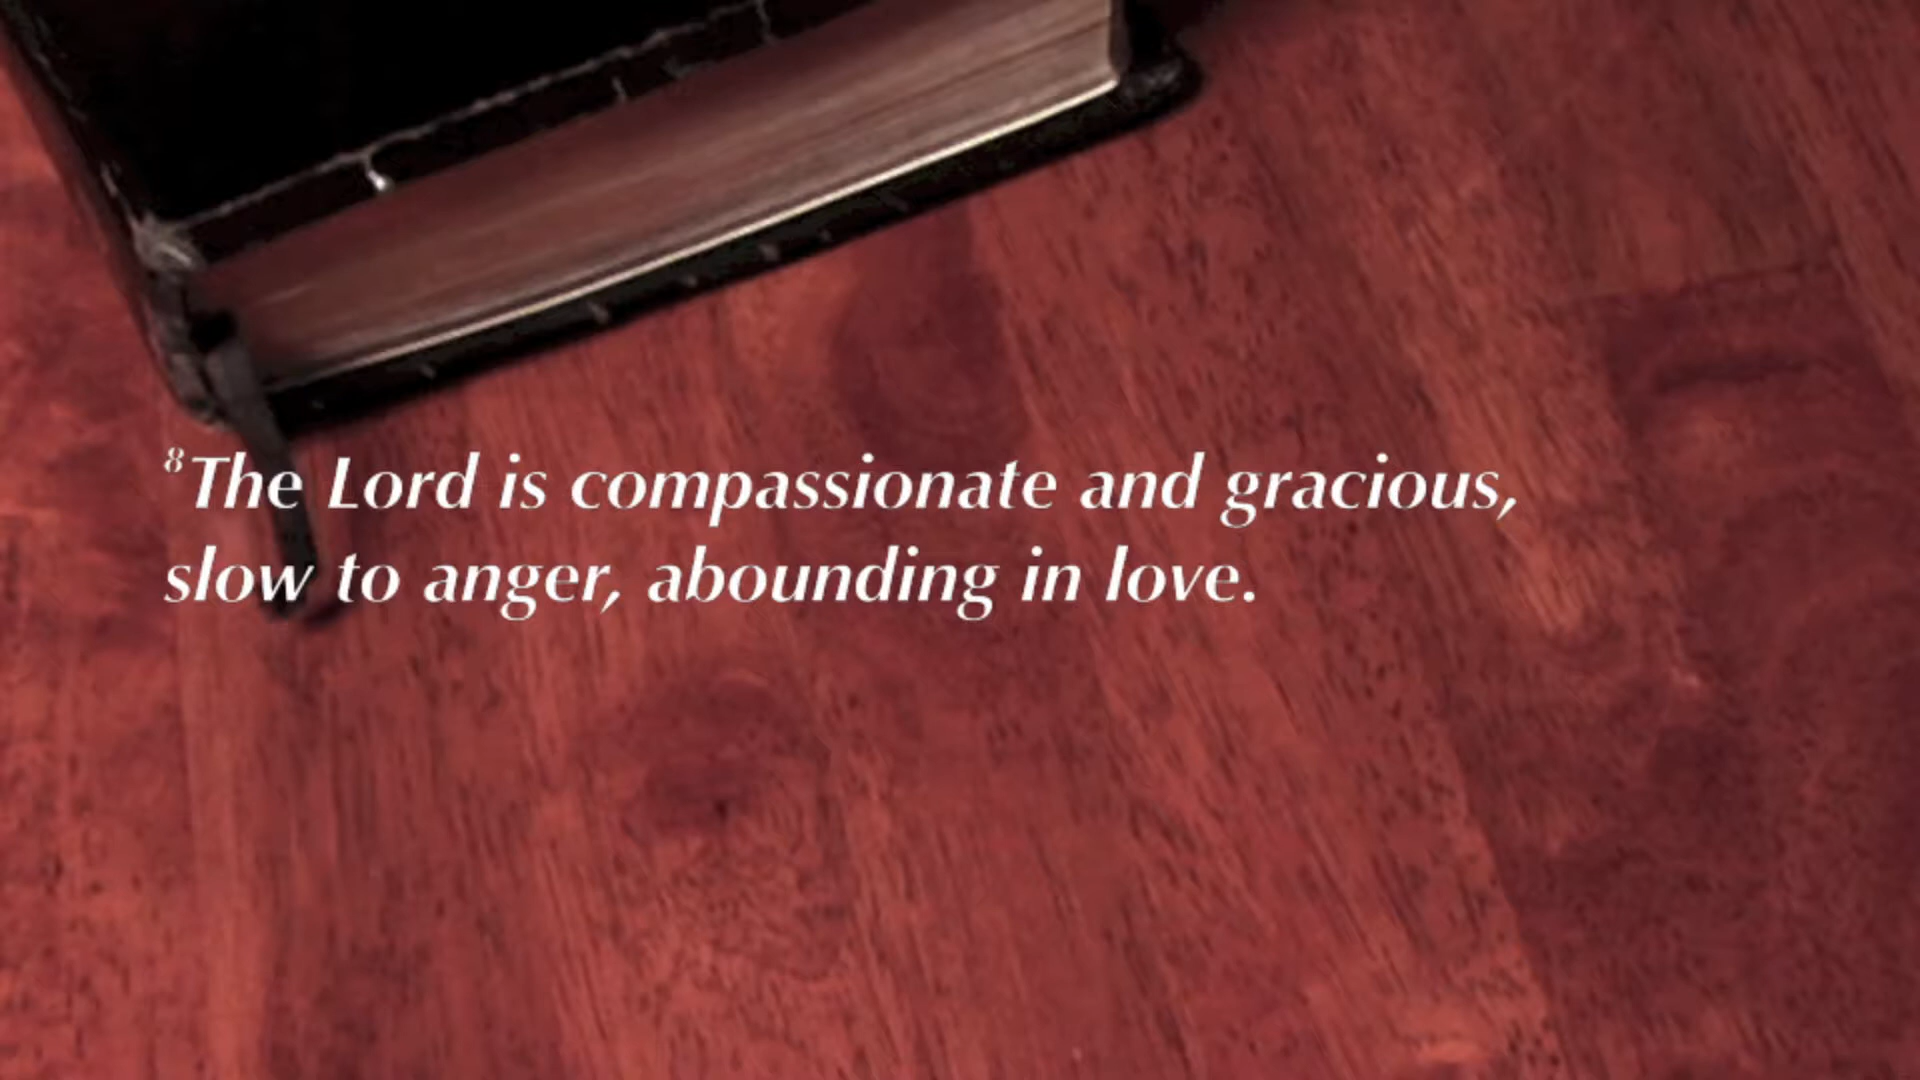 ⁸The Lord is compassionate and gracious,
slow to anger, abounding in love.